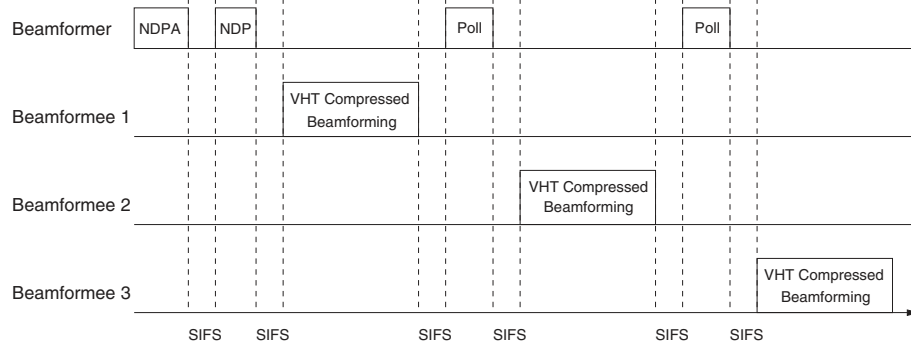 Beamformer NDPA NDP Poll Poll
Beamformee 1 VHT Compressed
Beamforming
Beamformee 2 VHT Compressed
Beamforming
Beamformee 3 VHT Compressed
Beamforming
SIFS SIFS SIFS SIFS SIFS SIFS